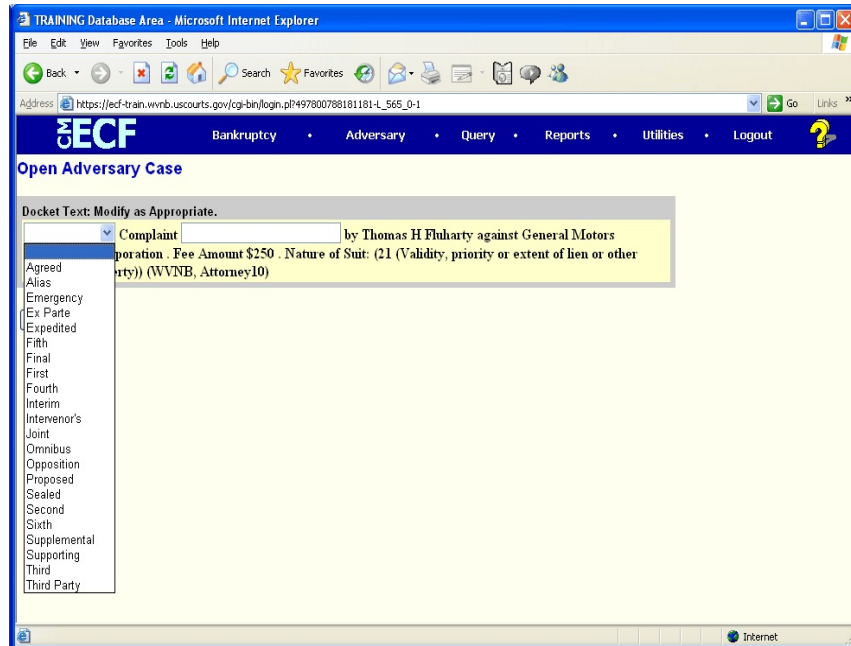 TRAINING Database Area - Microsoft Internet Explorer
File Edit View Favorites Tools Help
Back Search Favorites
Address https://ecf-train.wvnb.uscourts.gov/cgi-bin/login.pl?497800788181181-L_565_0-1 Go Links »
CM ECF Bankruptcy • Adversary • Query • Reports • Utilities • Logout ?
Open Adversary Case
Docket Text: Modify as Appropriate.
Complaint by Thomas H Fluharty against General Motors
poration . Fee Amount $250 . Nature of Suit: (21 (Validity, priority or extent of lien or other
erty)) (WVNB, Attorney10)
Agreed
Alias
Emergency
Ex Parte
Expedited
Fifth
Final
First
Fourth
Interim
Intervenor's
Joint
Omnibus
Opposition
Proposed
Sealed
Second
Sixth
Supplemental
Supporting
Third
Third Party
Internet